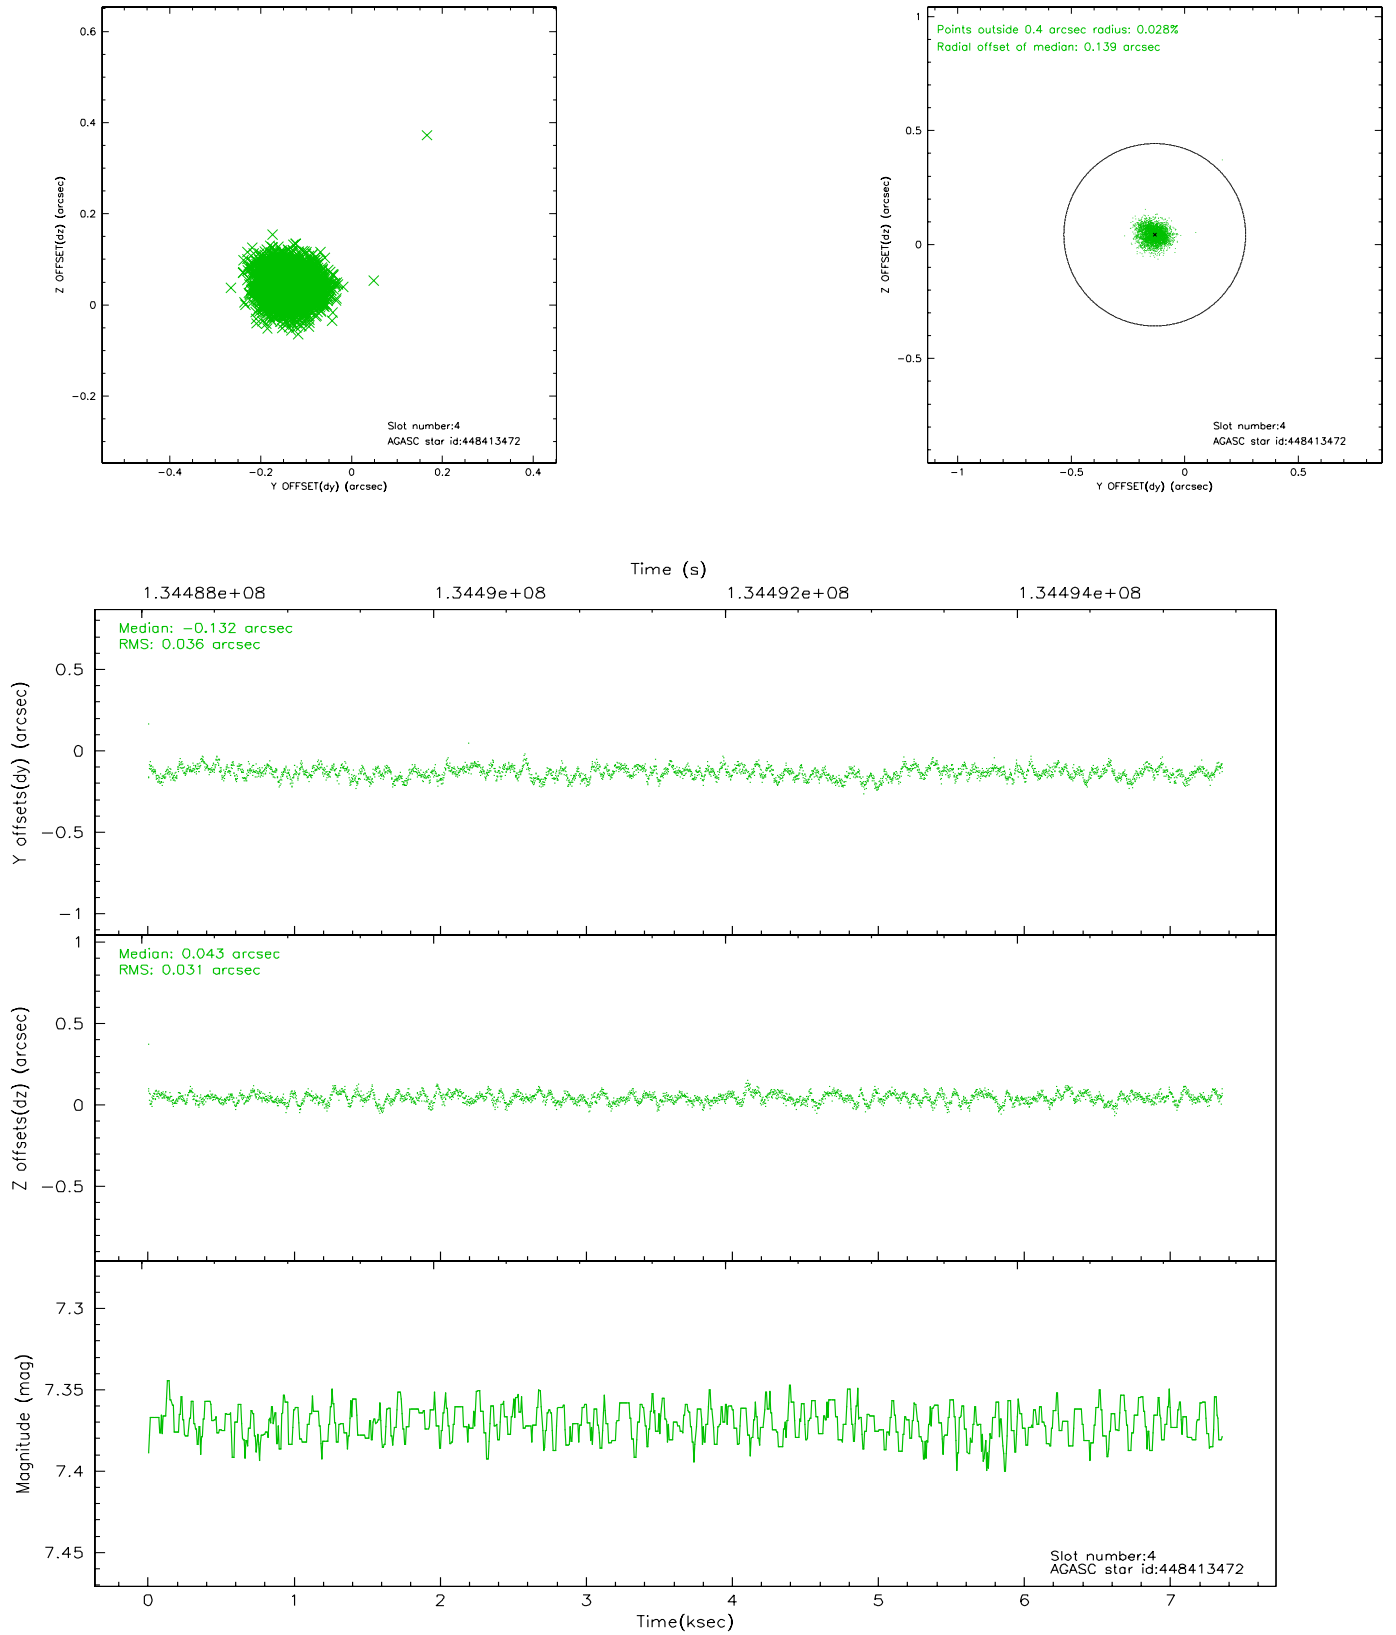 0.6
0.4
0.2
0
−0.2
Z OFFSET(dz) (arcsec)
−0.4
−0.2
0
0.2
0.4
Y OFFSET(dy) (arcsec)
Slot number:4
AGASC star id:448413472
Points outside 0.4 arcsec radius: 0.028%
Radial offset of median: 0.139 arcsec
1
0.5
0
−0.5
Z OFFSET(dz) (arcsec)
−1
−0.5
0
0.5
Y OFFSET(dy) (arcsec)
Slot number:4
AGASC star id:448413472
Time (s)
1.34488e+08
1.3449e+08
1.34492e+08
1.34494e+08
Median: −0.132 arcsec
RMS: 0.036 arcsec
0.5
0
−0.5
−1
Y offsets(dy) (arcsec)
Median: 0.043 arcsec
RMS: 0.031 arcsec
1
0.5
0
−0.5
Z offsets(dz) (arcsec)
7.3
7.35
7.4
7.45
Magnitude (mag)
Slot number:4
AGASC star id:448413472
0
1
2
3
4
5
6
7
Time(ksec)